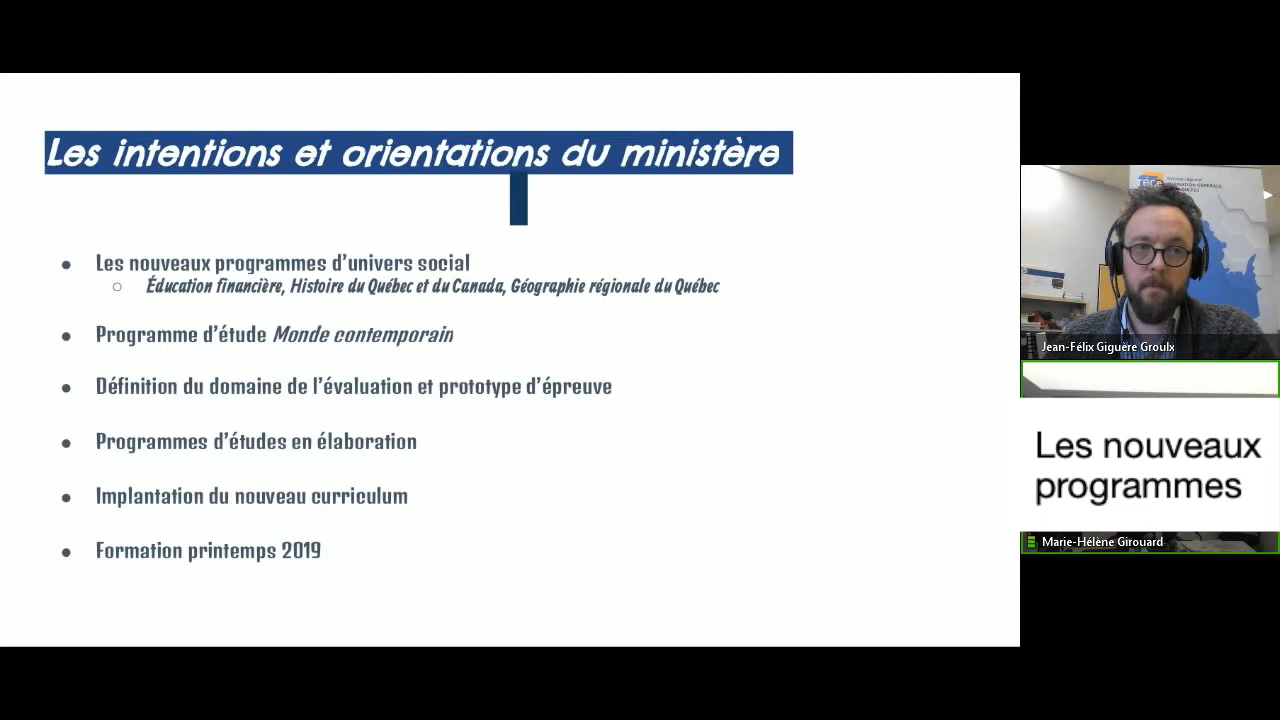 Les intentions et orientations du ministère
Les nouveaux programmes d'univers social
Éducation financière, Histoire du Québec et du Canada, Géographie régionale du Québec
Programme d'étude Monde contemporain
Définition du domaine de l'évaluation et prototype d'épreuve
Programmes d'études en élaboration
Implantation du nouveau curriculum
Formation printemps 2019
Jean-Félix Giguère Groulx
Les nouveaux
programmes
Marie-Hélène Girouard